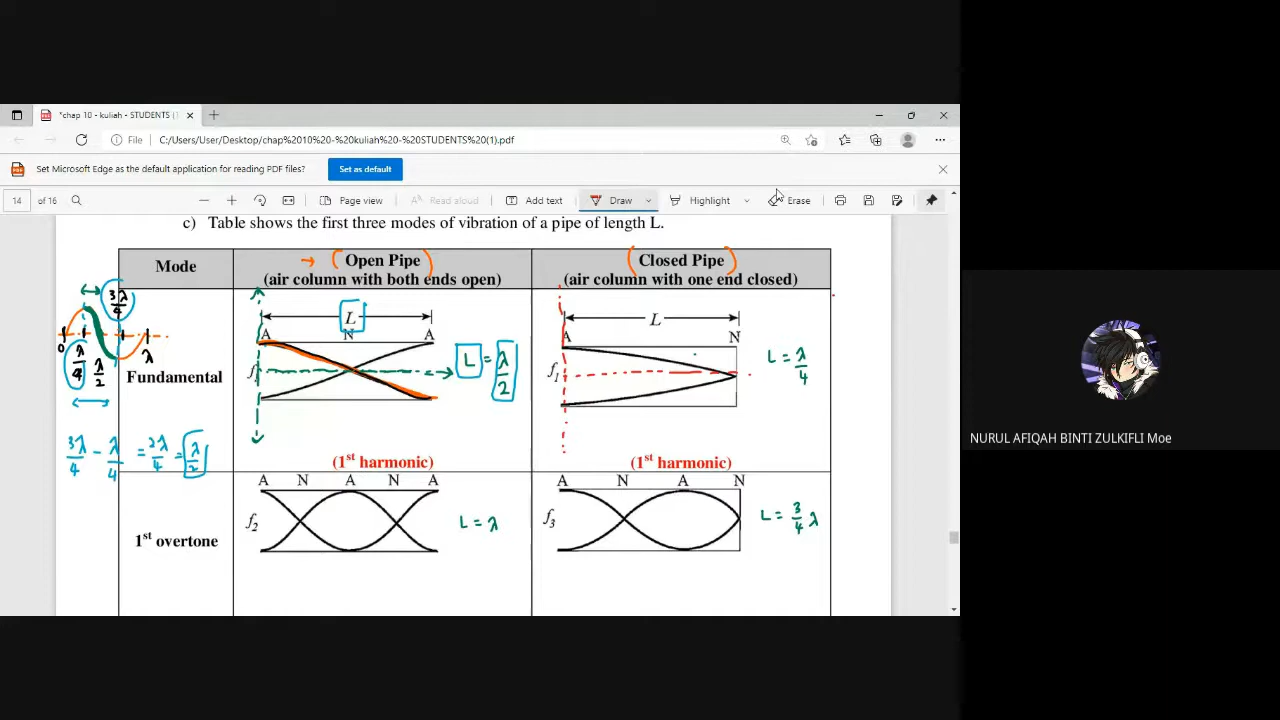 *chap 10 - kuliah - STUDENTS (1
File
C:/Users/User/Desktop/chap%2010%20-%20kuliah%20-%20STUDENTS%20(1).pdf
Set Microsoft Edge as the default application for reading PDF files?
Set as default
14 of 16
Page view
Read aloud
Add text
Draw
Highlight
Erase
c) Table shows the first three modes of vibration of a pipe of length L.
Mode
→ (Open Pipe)
(air column with both ends open)
(Closed Pipe)
(air column with one end closed)
3λ/4
0
λ/4
λ/2
λ
Fundamental
3λ/4 - λ/4 = 2λ/4 = λ/2
L
A N A
f
L = λ/2
(1st harmonic)
L
A N
f1
L = λ/4
(1st harmonic)
1st overtone
A N A N A
f2
L = λ
A N A N
f3
L = 3/4 λ
NURUL AFIQAH BINTI ZULKIFLI Moe